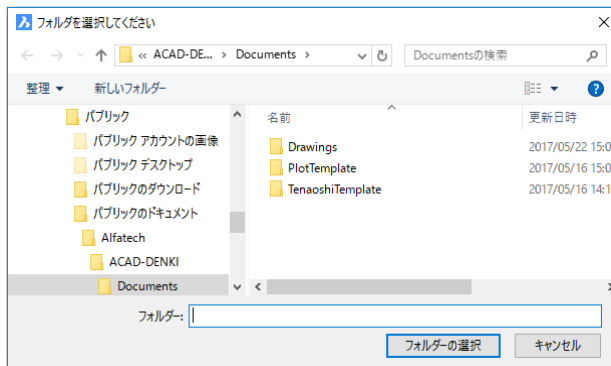 フォルダを選択してください
« ACAD-DE... › Documents ›
Documentsの検索
整理
新しいフォルダー
パブリック
パブリック アカウントの画像
パブリック デスクトップ
パブリックのダウンロード
パブリックのドキュメント
Alfatech
ACAD-DENKI
Documents
名前
更新日時
Drawings
2017/05/22 15:0
PlotTemplate
2017/05/16 15:0
TenaoshiTemplate
2017/05/16 14:1
フォルダー:
フォルダーの選択
キャンセル